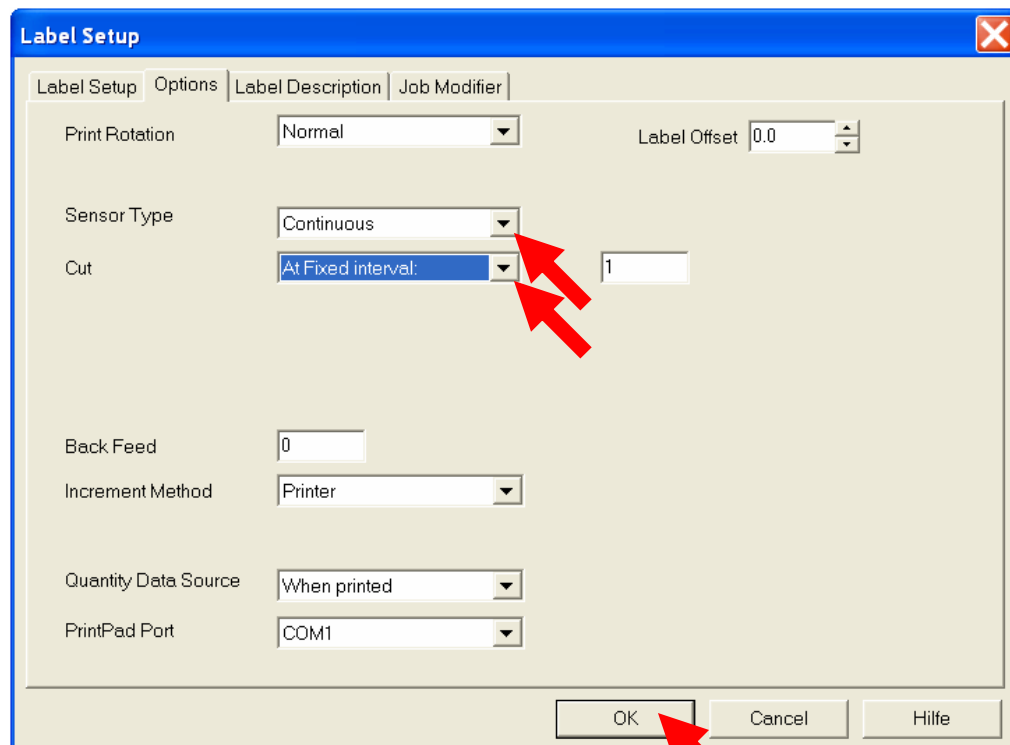 Label Setup
Label Setup Options Label Description Job Modifier
Print Rotation Normal Label Offset 0.0
Sensor Type Continuous
Cut At Fixed interval: 1
Back Feed 0
Increment Method Printer
Quantity Data Source When printed
PrintPad Port COM1
OK Cancel Hilfe